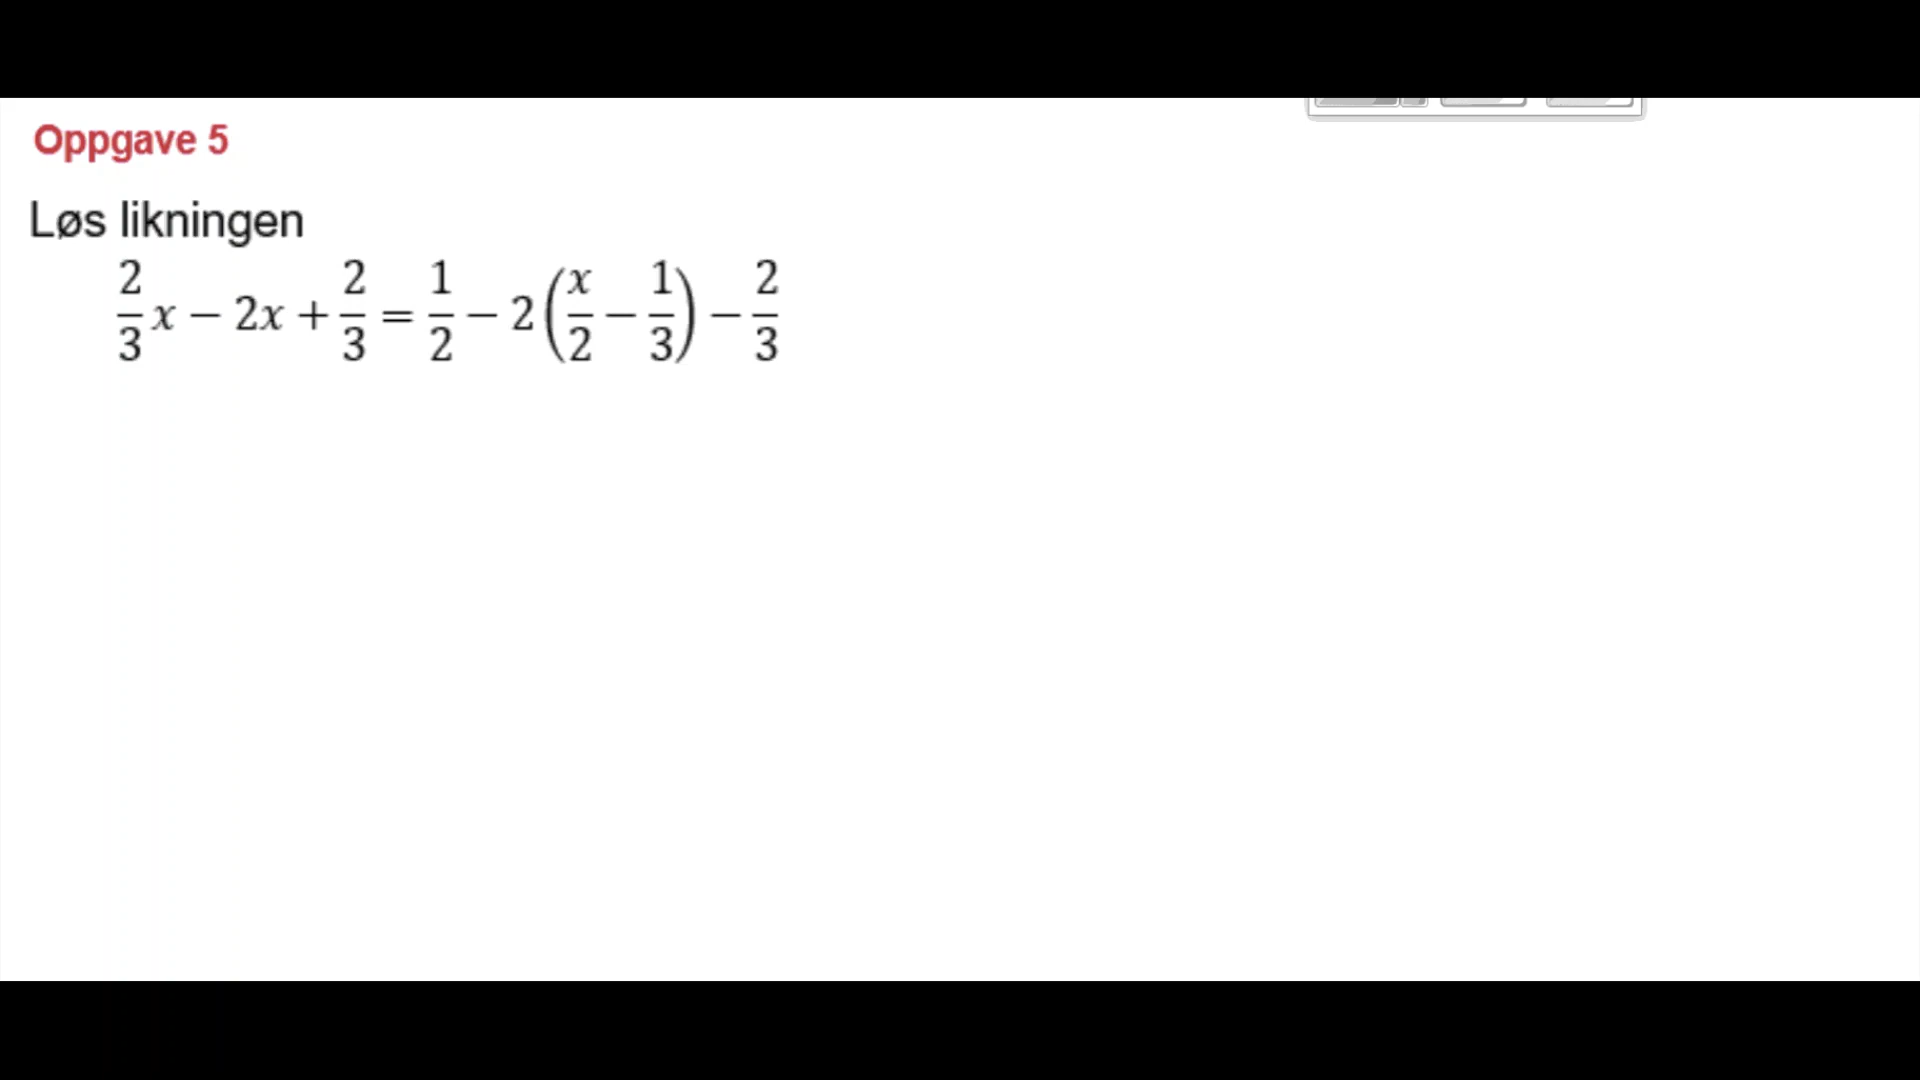 Oppgave 5
Løs likningen
2/3 x − 2x + 2/3 = 1/2 − 2(x/2 − 1/3) − 2/3